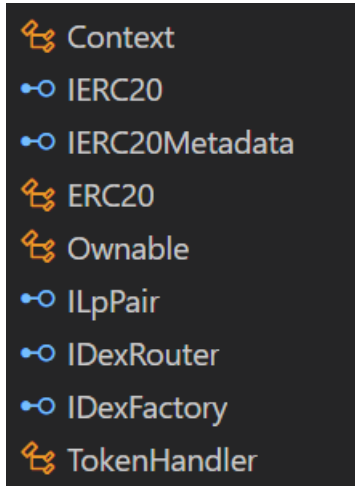 Context
IERC20
IERC20Metadata
ERC20
Ownable
ILpPair
IDexRouter
IDexFactory
TokenHandler